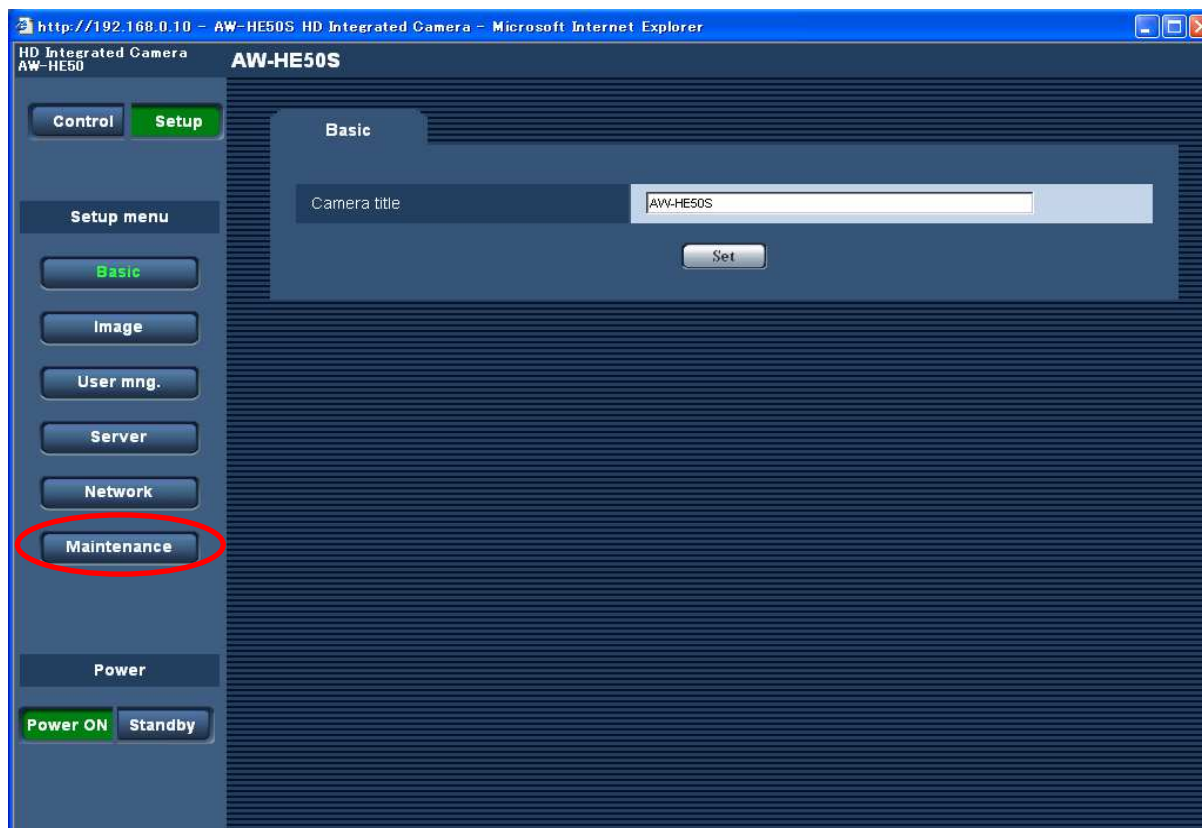 http://192.168.0.10 - AW-HE50S HD Integrated Camera - Microsoft Internet Explorer
HD Integrated Camera
AW-HE50
AW-HE50S
Control
Setup
Basic
Camera title
AW-HE50S
Set
Setup menu
Basic
Image
User mng.
Server
Network
Maintenance
Power
Power ON
Standby